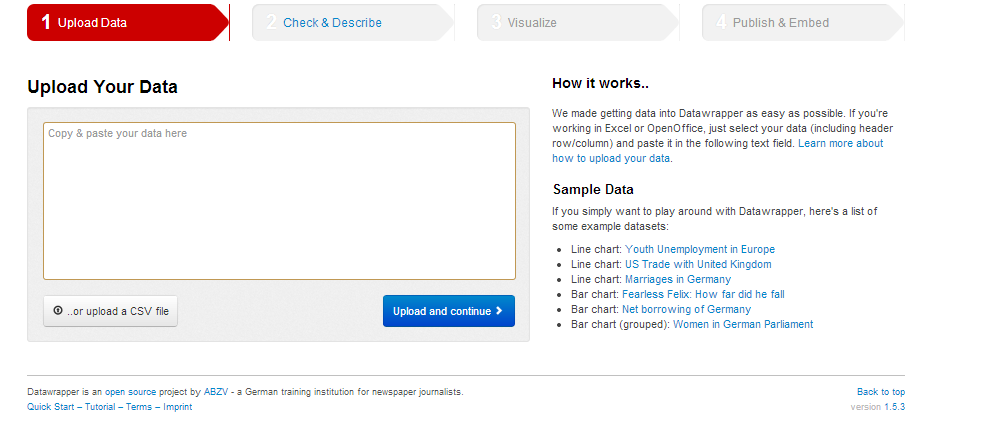 1 Upload Data
2 Check & Describe
3 Visualize
4 Publish & Embed
Upload Your Data
Copy & paste your data here
..or upload a CSV file
Upload and continue
How it works..
We made getting data into Datawrapper as easy as possible. If you're
working in Excel or OpenOffice, just select your data (including header
row/column) and paste it in the following text field. Learn more about
how to upload your data.
Sample Data
If you simply want to play around with Datawrapper, here's a list of
some example datasets:
Line chart: Youth Unemployment in Europe
Line chart: US Trade with United Kingdom
Line chart: Marriages in Germany
Bar chart: Fearless Felix: How far did he fall
Bar chart: Net borrowing of Germany
Bar chart (grouped): Women in German Parliament
Datawrapper is an open source project by ABZV - a German training institution for newspaper journalists.
Quick Start – Tutorial – Terms – Imprint
Back to top
version 1.5.3